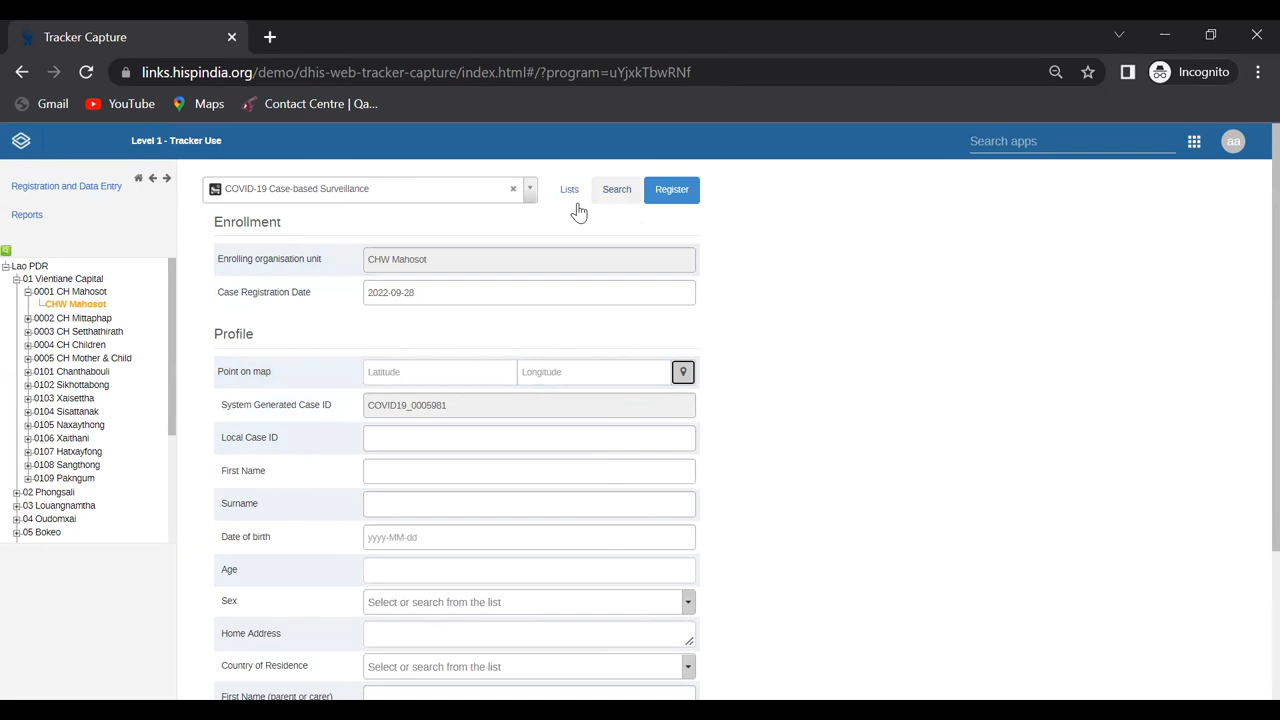 Tracker Capture
links.hispindia.org/demo/dhis-web-tracker-capture/index.html#/?program=uYjxkTbwRNf
Incognito
Gmail
YouTube
Maps
Contact Centre | Qa...
Level 1 - Tracker Use
Search apps
aa
Registration and Data Entry
Reports
Lao PDR
01 Vientiane Capital
0001 CH Mahosot
CHW Mahosot
0002 CH Mittaphap
0003 CH Setthathirath
0004 CH Children
0005 CH Mother & Child
0101 Chanthabouli
0102 Sikhottabong
0103 Xaisettha
0104 Sisattanak
0105 Naxaythong
0106 Xaithani
0107 Hatxayfong
0108 Sangthong
0109 Pakngum
02 Phongsali
03 Louangnamtha
04 Oudomxai
05 Bokeo
COVID-19 Case-based Surveillance
Lists
Search
Register
Enrollment
Enrolling organisation unit CHW Mahosot
Case Registration Date 2022-09-28
Profile
Point on map Latitude Longitude
System Generated Case ID COVID19_0005981
Local Case ID
First Name
Surname
Date of birth yyyy-MM-dd
Age
Sex Select or search from the list
Home Address
Country of Residence Select or search from the list
First Name (parent or carer)